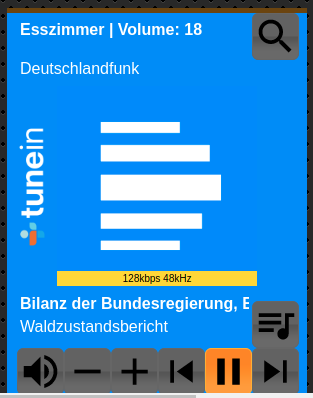 Esszimmer | Volume: 18
Deutschlandfunk
tunein
128kbps 48kHz
Bilanz der Bundesregierung,
Waldzustandsbericht